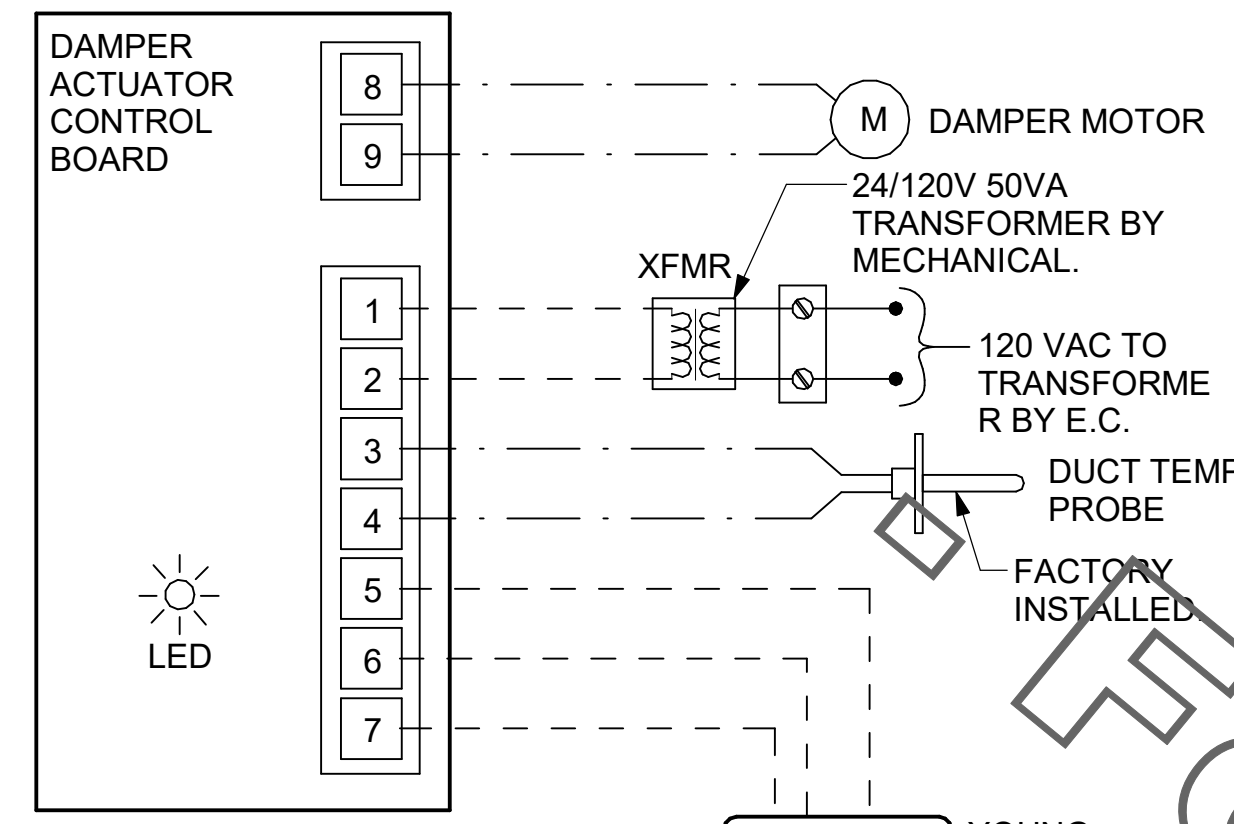 DAMPER
ACTUATOR
CONTROL
BOARD
8
9
M
DAMPER MOTOR
24/120V 50VA
TRANSFORMER BY
MECHANICAL.
XFMR
1
2
120 VAC TO
TRANSFORME
R BY E.C.
3
4
DUCT TEMP
PROBE
FACTORY
INSTALLED.
5
6
7
LED
F